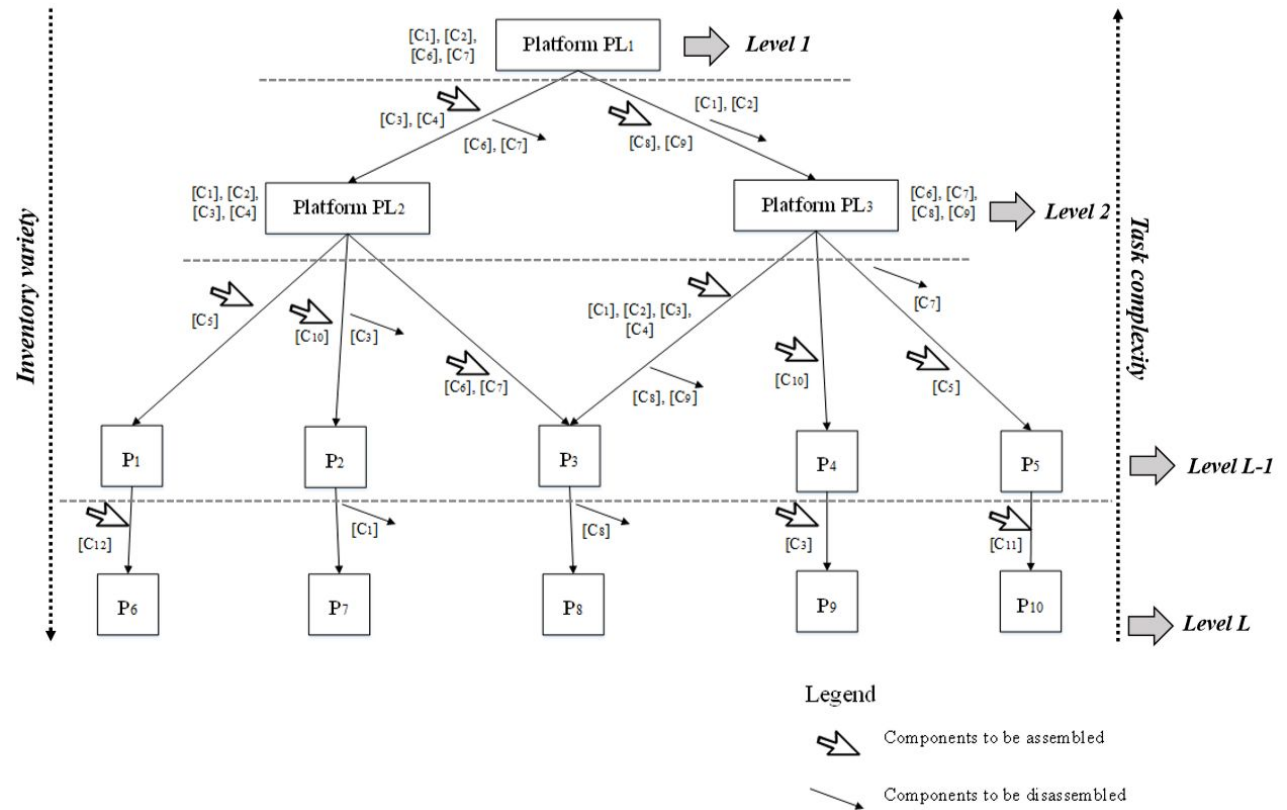 [C1], [C2],
[C6], [C7]
Platform PL1
Level 1
[C3], [C4]
[C6], [C7]
[C1], [C2]
[C8], [C9]
[C1], [C2],
[C3], [C4]
Platform PL2
Platform PL3
[C6], [C7],
[C8], [C9]
Level 2
Inventory variety
Task complexity
[C5]
[C10]
[C3]
[C6], [C7]
[C1], [C2], [C3],
[C4]
[C8], [C9]
[C10]
[C7]
[C5]
P1
P2
P3
P4
P5
Level L-1
[C12]
[C1]
[C8]
[C3]
[C11]
P6
P7
P8
P9
P10
Level L
Legend
Components to be assembled
Components to be disassembled